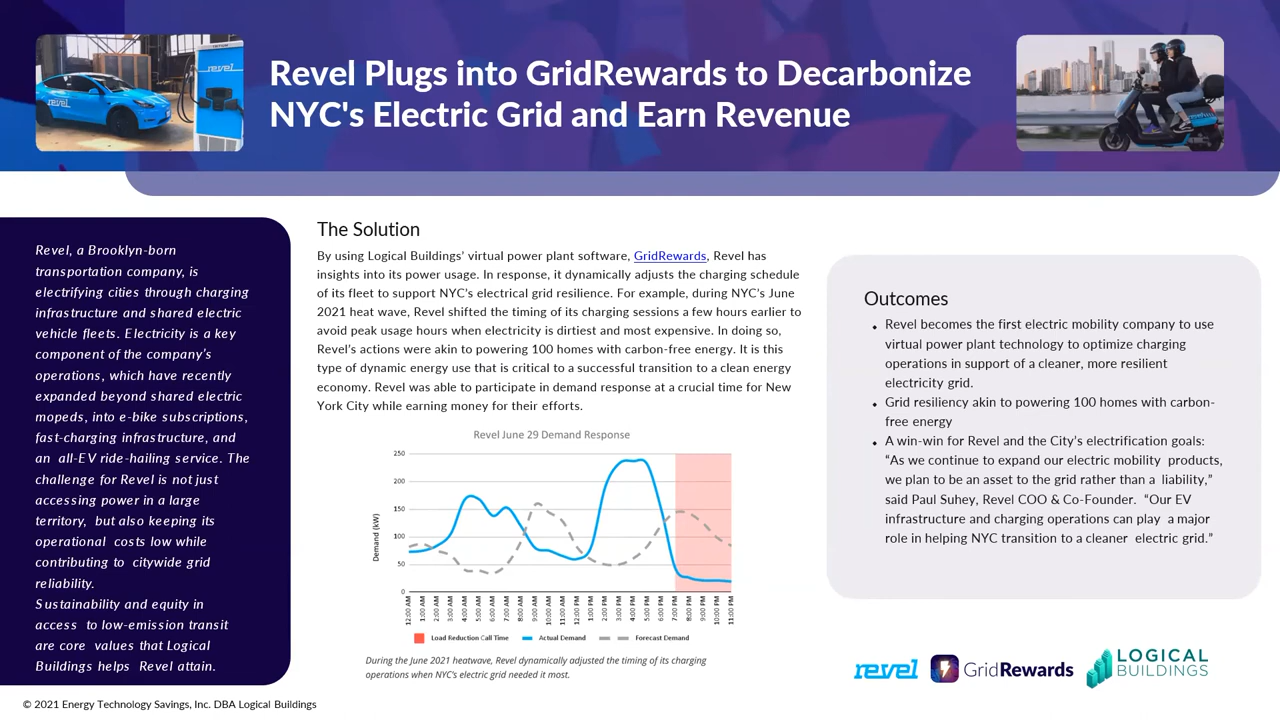 Revel Plugs into GridRewards to Decarbonize
NYC's Electric Grid and Earn Revenue
revel
revel
Revel, a Brooklyn-born
transportation company, is
electrifying cities through charging
infrastructure and shared electric
vehicle fleets. Electricity is a key
component of the company's
operations, which have recently
expanded beyond shared electric
mopeds, into e-bike subscriptions,
fast-charging infrastructure, and
an all-EV ride-hailing service. The
challenge for Revel is not just
accessing power in a large
territory, but also keeping its
operational costs low while
contributing to citywide grid
reliability.
Sustainability and equity in
access to low-emission transit
are core values that Logical
Buildings helps Revel attain.
The Solution
By using Logical Buildings' virtual power plant software, GridRewards, Revel has
insights into its power usage. In response, it dynamically adjusts the charging schedule
of its fleet to support NYC's electrical grid resilience. For example, during NYC's June
2021 heat wave, Revel shifted the timing of its charging sessions a few hours earlier to
avoid peak usage hours when electricity is dirtiest and most expensive. In doing so,
Revel's actions were akin to powering 100 homes with carbon-free energy. It is this
type of dynamic energy use that is critical to a successful transition to a clean energy
economy. Revel was able to participate in demand response at a crucial time for New
York City while earning money for their efforts.
Revel June 29 Demand Response
Demand (kW)
250
200
150
100
50
0
12:00 AM
1:00 AM
2:00 AM
3:00 AM
4:00 AM
5:00 AM
6:00 AM
7:00 AM
8:00 AM
9:00 AM
10:00 AM
11:00 AM
12:00 PM
1:00 PM
2:00 PM
3:00 PM
4:00 PM
5:00 PM
6:00 PM
7:00 PM
8:00 PM
9:00 PM
10:00 PM
11:00 PM
Load Reduction Call Time Actual Demand Forecast Demand
During the June 2021 heatwave, Revel dynamically adjusted the timing of its charging
operations when NYC's electric grid needed it most.
Outcomes
• Revel becomes the first electric mobility company to use
virtual power plant technology to optimize charging
operations in support of a cleaner, more resilient
electricity grid.
• Grid resiliency akin to powering 100 homes with carbon-
free energy
• A win-win for Revel and the City's electrification goals:
“As we continue to expand our electric mobility products,
we plan to be an asset to the grid rather than a liability,”
said Paul Suhey, Revel COO & Co-Founder. “Our EV
infrastructure and charging operations can play a major
role in helping NYC transition to a cleaner electric grid.”
revel
GridRewards
LOGICAL
BUILDINGS
© 2021 Energy Technology Savings, Inc. DBA Logical Buildings